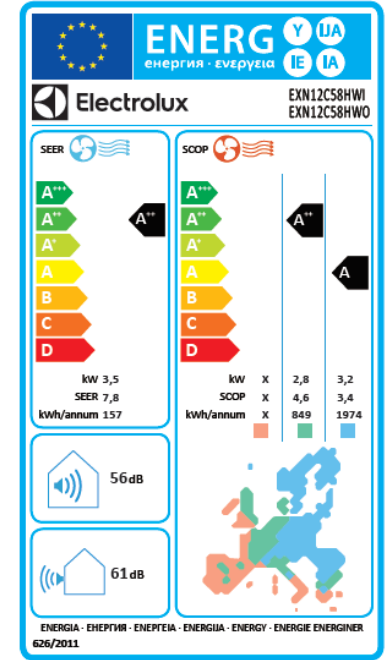 ENERG Y IJA
енергия · ενεργεια IE IA
Electrolux
EXN12C58HWI
EXN12C58HWO
SEER
SCOP
A+++
A++
A+
A
B
C
D
A++
kW 3,5
SEER 7,8
kWh/annum 157
A+++
A++
A+
A
B
C
D
A++
A
kW X 2,8 3,2
SCOP X 4,6 3,4
kWh/annum X 849 1974
56dB
61dB
ENERGIA · ЕНЕРГИЯ · ΕΝΕΡΓΕΙΑ · ENERGIJA · ENERGY · ENERGIE ENERGINER
626/2011